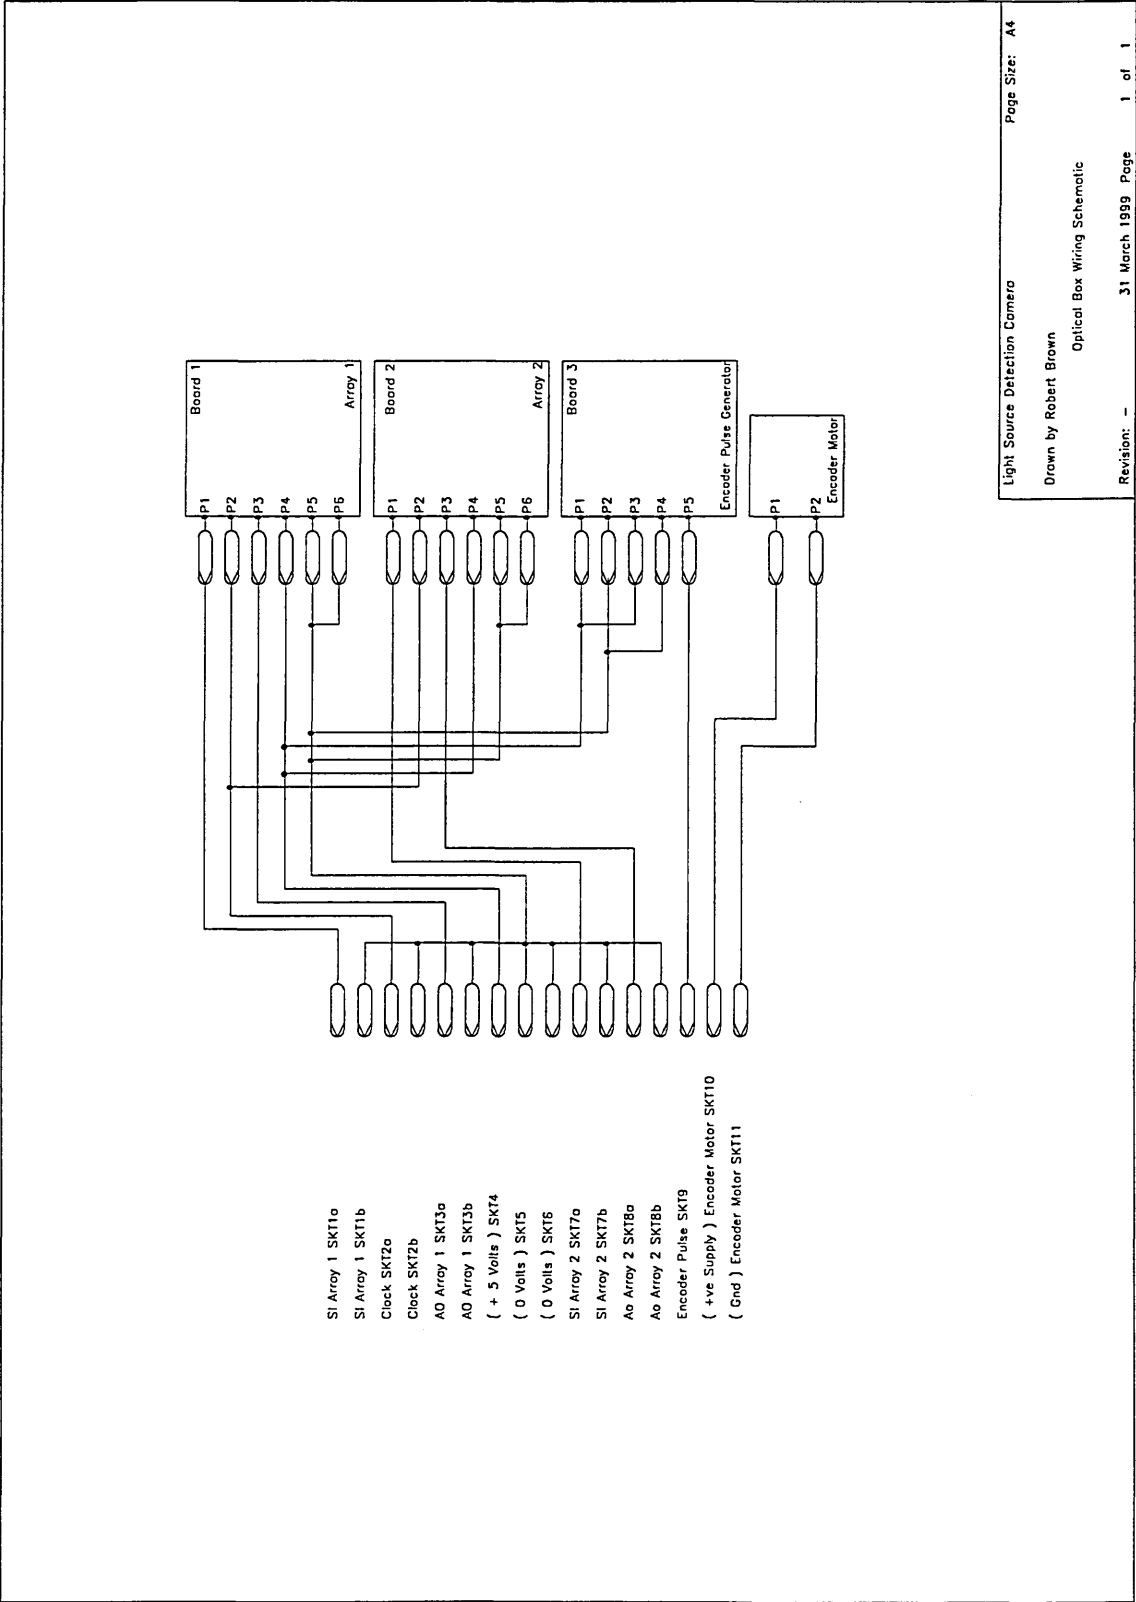 SI Array 1 SKT1a
SI Array 1 SKT1b
Clock SKT2a
Clock SKT2b
AO Array 1 SKT3a
AO Array 1 SKT3b
( + 5 Volts ) SKT4
( 0 Volts ) SKT5
( 0 Volts ) SKT6
SI Array 2 SKT7a
SI Array 2 SKT7b
Ao Array 2 SKT8a
Ao Array 2 SKT8b
Encoder Pulse SKT9
( +ve Supply ) Encoder Motor SKT10
( Gnd ) Encoder Motor SKT11
Board 1
P1
P2
P3
P4
P5
P6
Array 1
Board 2
P1
P2
P3
P4
P5
P6
Array 2
Board 3
P1
P2
P3
P4
P5
Encoder Pulse Generator
P1
P2
Encoder Motor
Light Source Detection Camera Page Size: A4
Drawn by Robert Brown
Optical Box Wiring Schematic
Revision: - 31 March 1999 Page 1 of 1